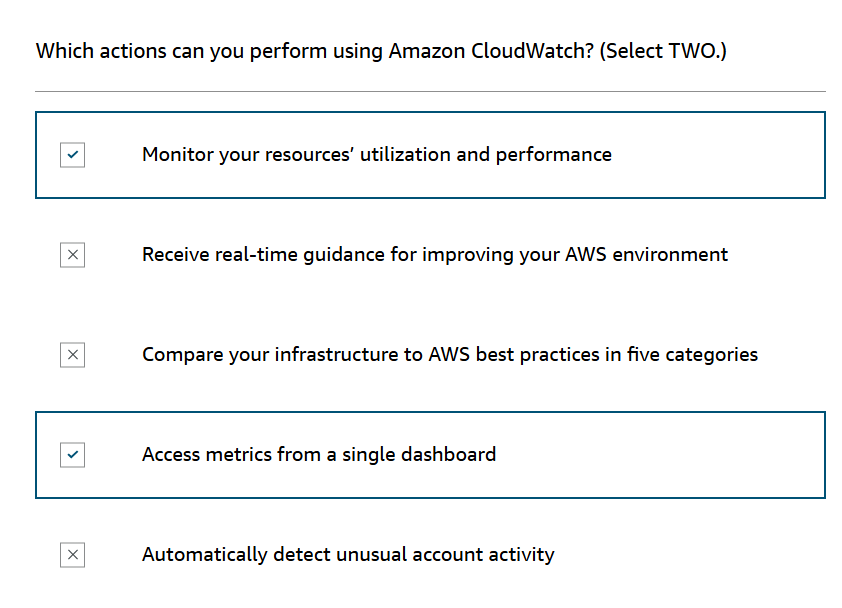 Which actions can you perform using Amazon CloudWatch? (Select TWO.)
Monitor your resources’ utilization and performance
Receive real-time guidance for improving your AWS environment
Compare your infrastructure to AWS best practices in five categories
Access metrics from a single dashboard
Automatically detect unusual account activity